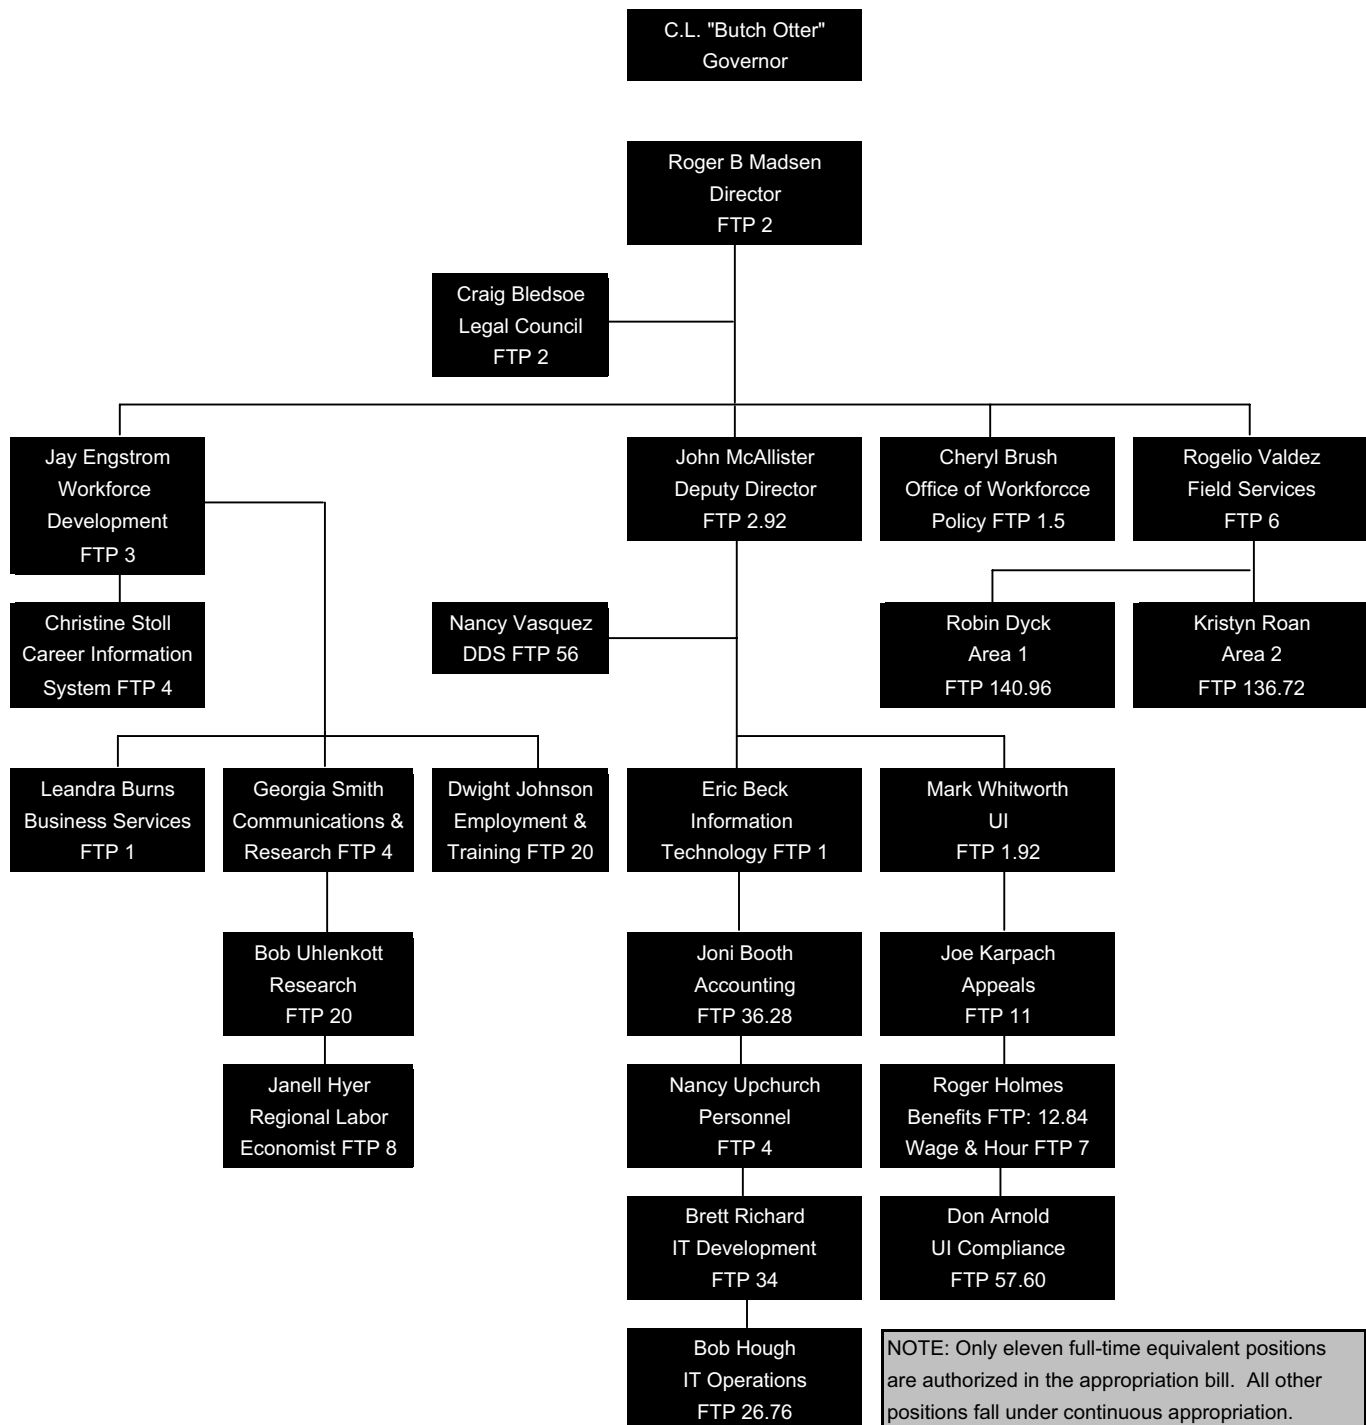 C.L. "Butch Otter"
Governor
Roger B Madsen
Director
FTP 2
Craig Bledsoe
Legal Council
FTP 2
Jay Engstrom
Workforce
Development
FTP 3
John McAllister
Deputy Director
FTP 2.92
Cheryl Brush
Office of Workforcce
Policy FTP 1.5
Rogelio Valdez
Field Services
FTP 6
Christine Stoll
Career Information
System FTP 4
Nancy Vasquez
DDS FTP 56
Robin Dyck
Area 1
FTP 140.96
Kristyn Roan
Area 2
FTP 136.72
Leandra Burns
Business Services
FTP 1
Georgia Smith
Communications &
Research FTP 4
Dwight Johnson
Employment &
Training FTP 20
Eric Beck
Information
Technology FTP 1
Mark Whitworth
UI
FTP 1.92
Bob Uhlenkott
Research
FTP 20
Joni Booth
Accounting
FTP 36.28
Joe Karpach
Appeals
FTP 11
Janell Hyer
Regional Labor
Economist FTP 8
Nancy Upchurch
Personnel
FTP 4
Roger Holmes
Benefits FTP: 12.84
Wage & Hour FTP 7
Brett Richard
IT Development
FTP 34
Don Arnold
UI Compliance
FTP 57.60
Bob Hough
IT Operations
FTP 26.76
NOTE: Only eleven full-time equivalent positions
are authorized in the appropriation bill.  All other
positions fall under continuous appropriation.